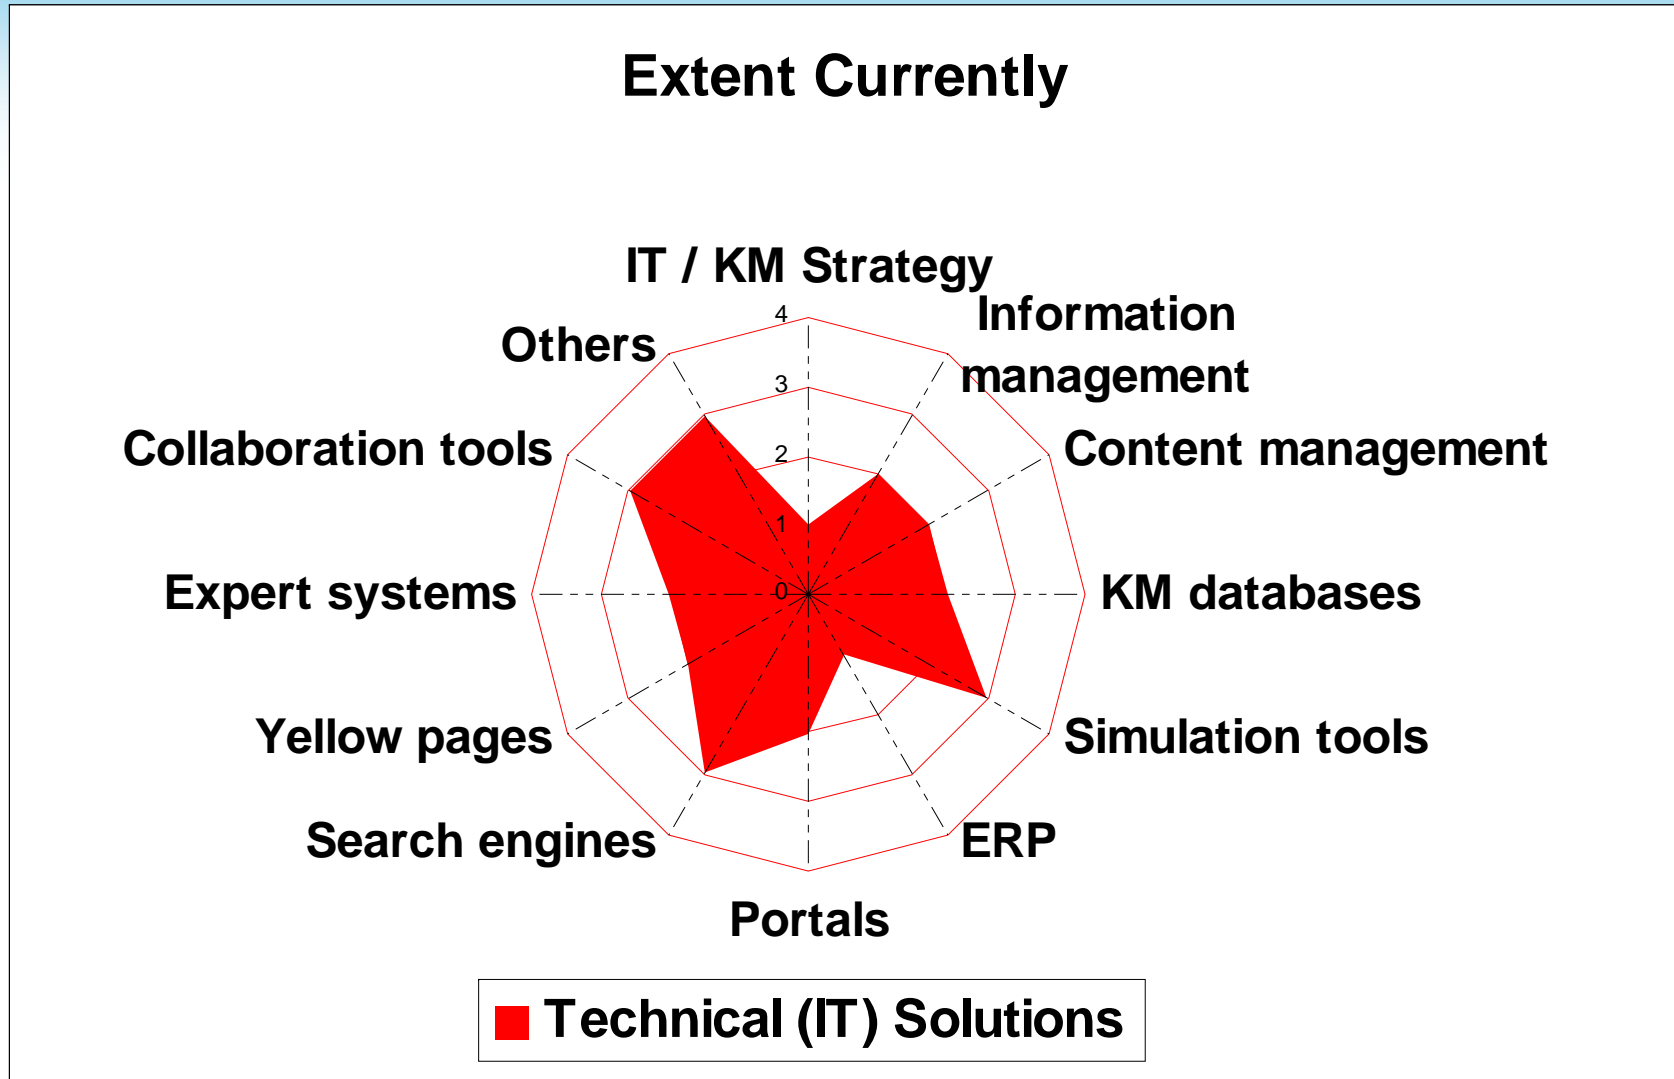 Extent Currently
IT / KM Strategy
Information
management
Content management
KM databases
Simulation tools
ERP
Portals
Search engines
Yellow pages
Expert systems
Collaboration tools
Others
4
3
2
1
0
Technical (IT) Solutions